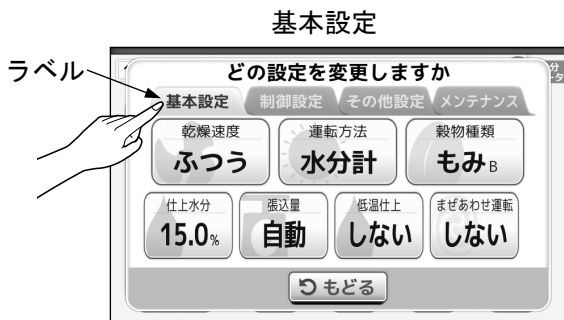 基本設定
ラベル
どの設定を変更しますか
基本設定 制御設定 その他設定 メンテナンス
乾燥速度 運転方法 穀物種類
ふつう 水分計 もみB
仕上水分 張込量 低温仕上 まぜあわせ運転
15.0% 自動 しない しない
もどる